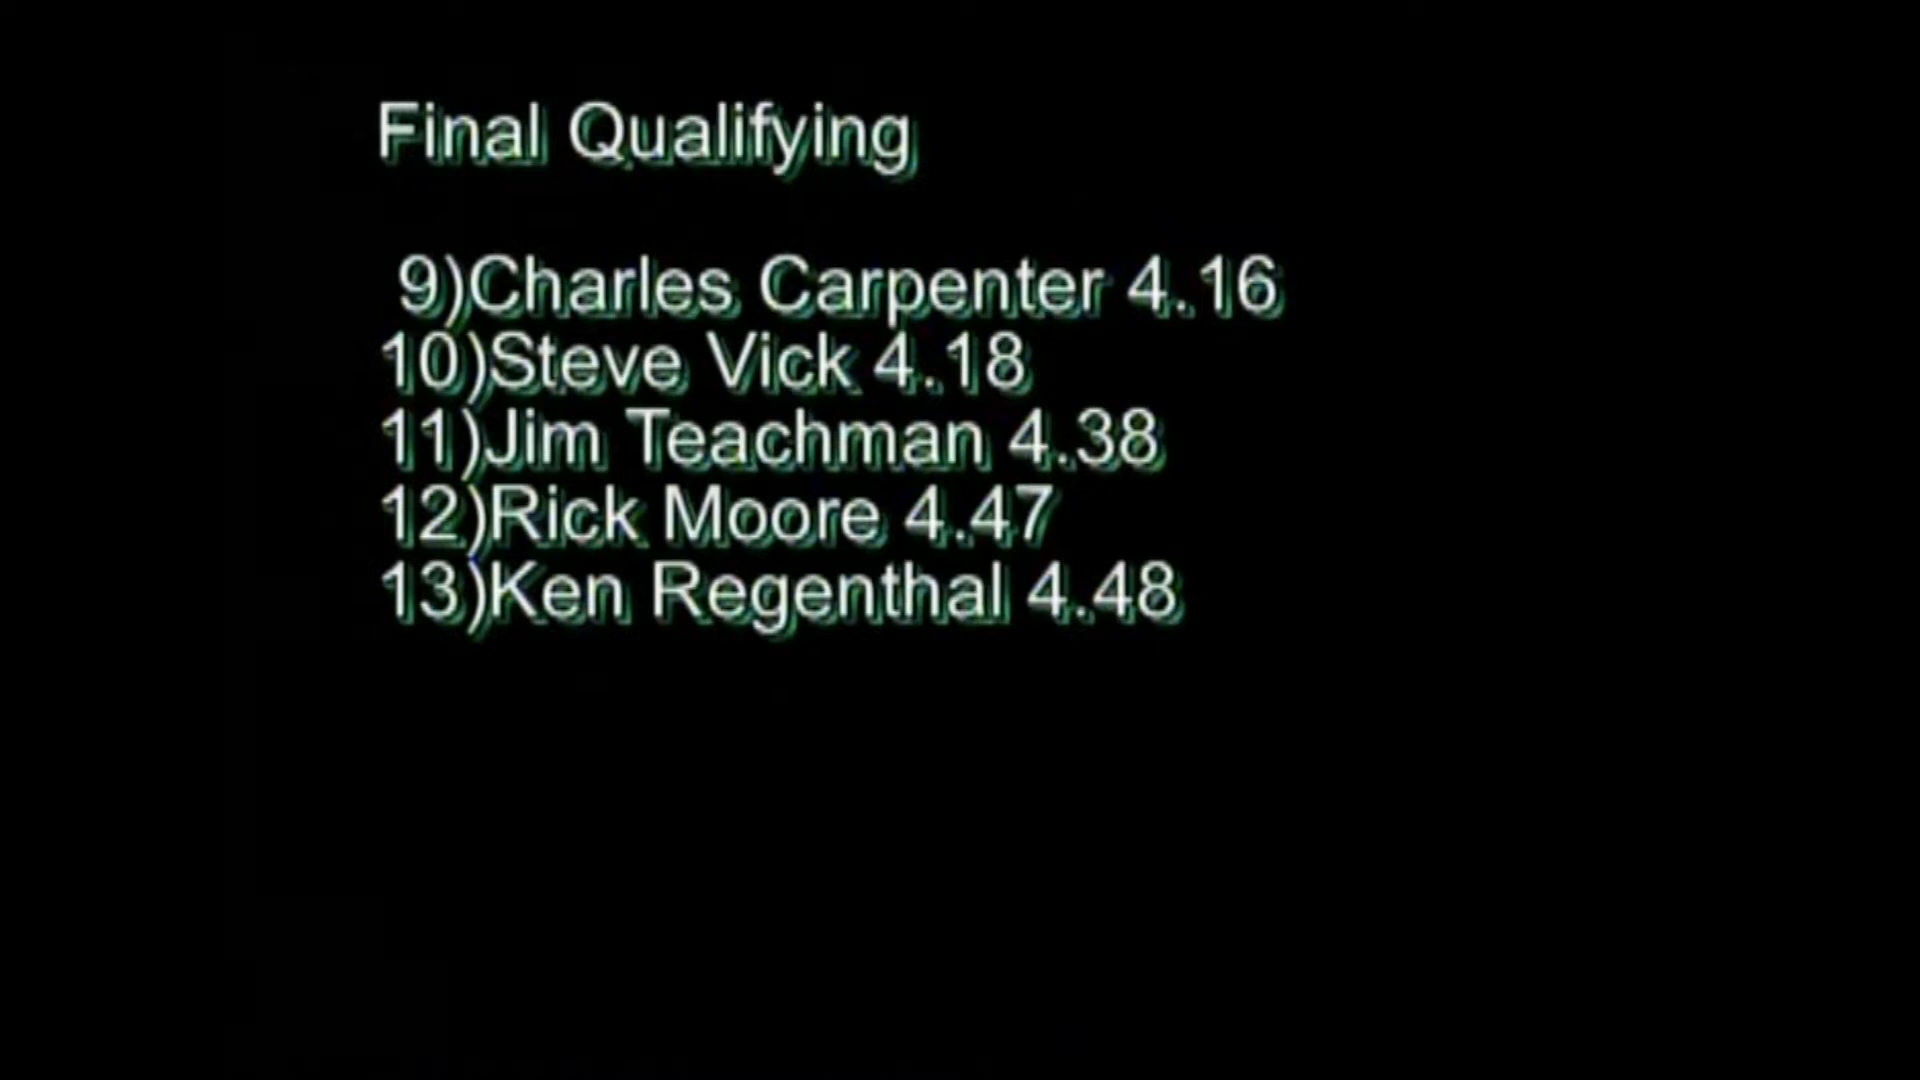 Final Qualifying
9)Charles Carpenter 4.16
10)Steve Vick 4.18
11)Jim Teachman 4.38
12)Rick Moore 4.47
13)Ken Regenthal 4.48